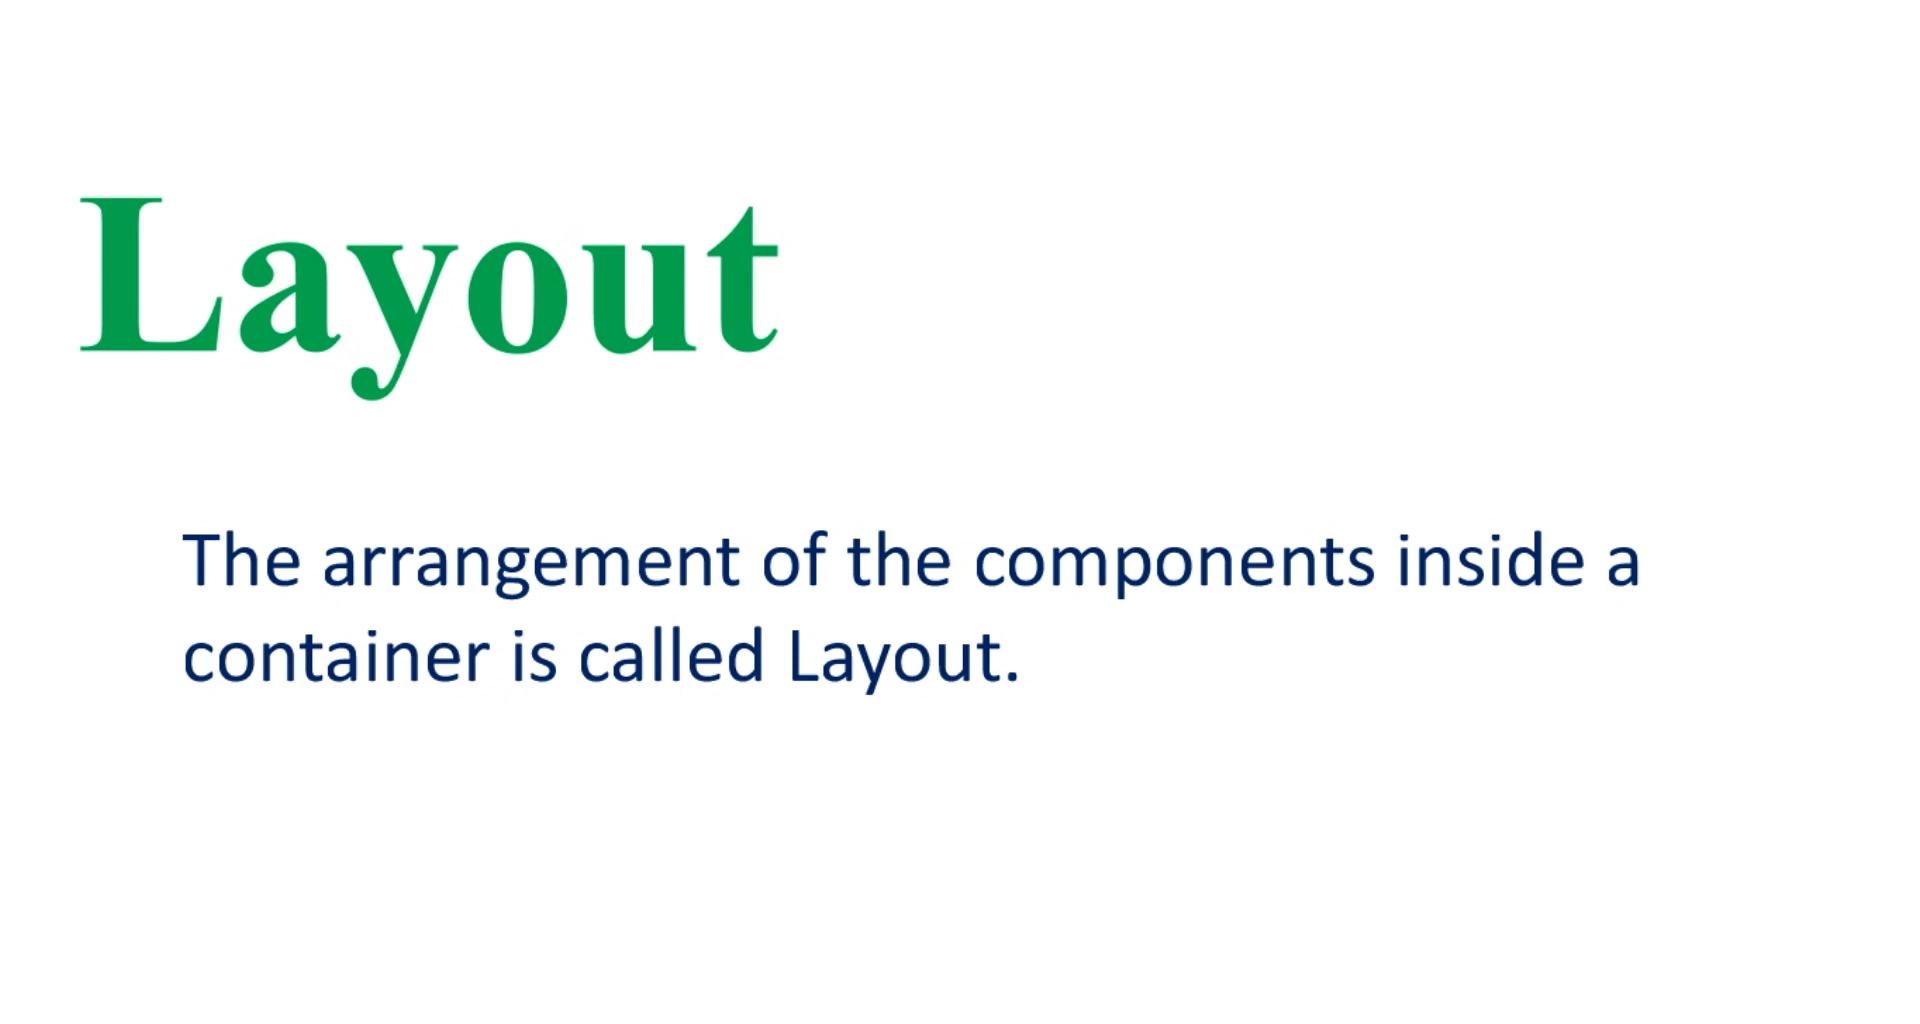 Layout
The arrangement of the components inside a
container is called Layout.